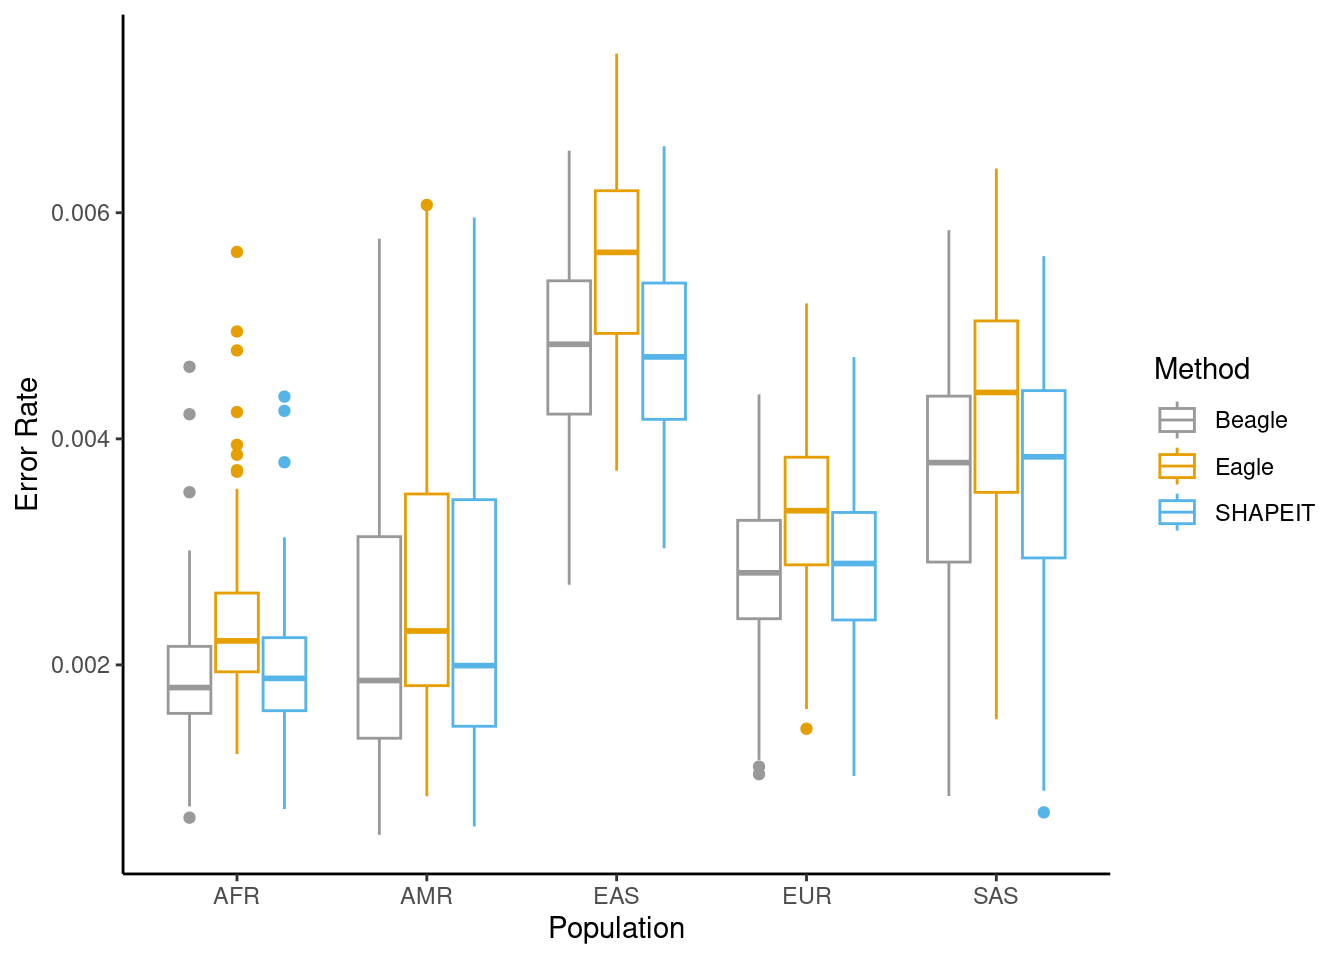 Error Rate
0.006
0.004
0.002
AFR
AMR
EAS
EUR
SAS
Population
Method
Beagle
Eagle
SHAPEIT